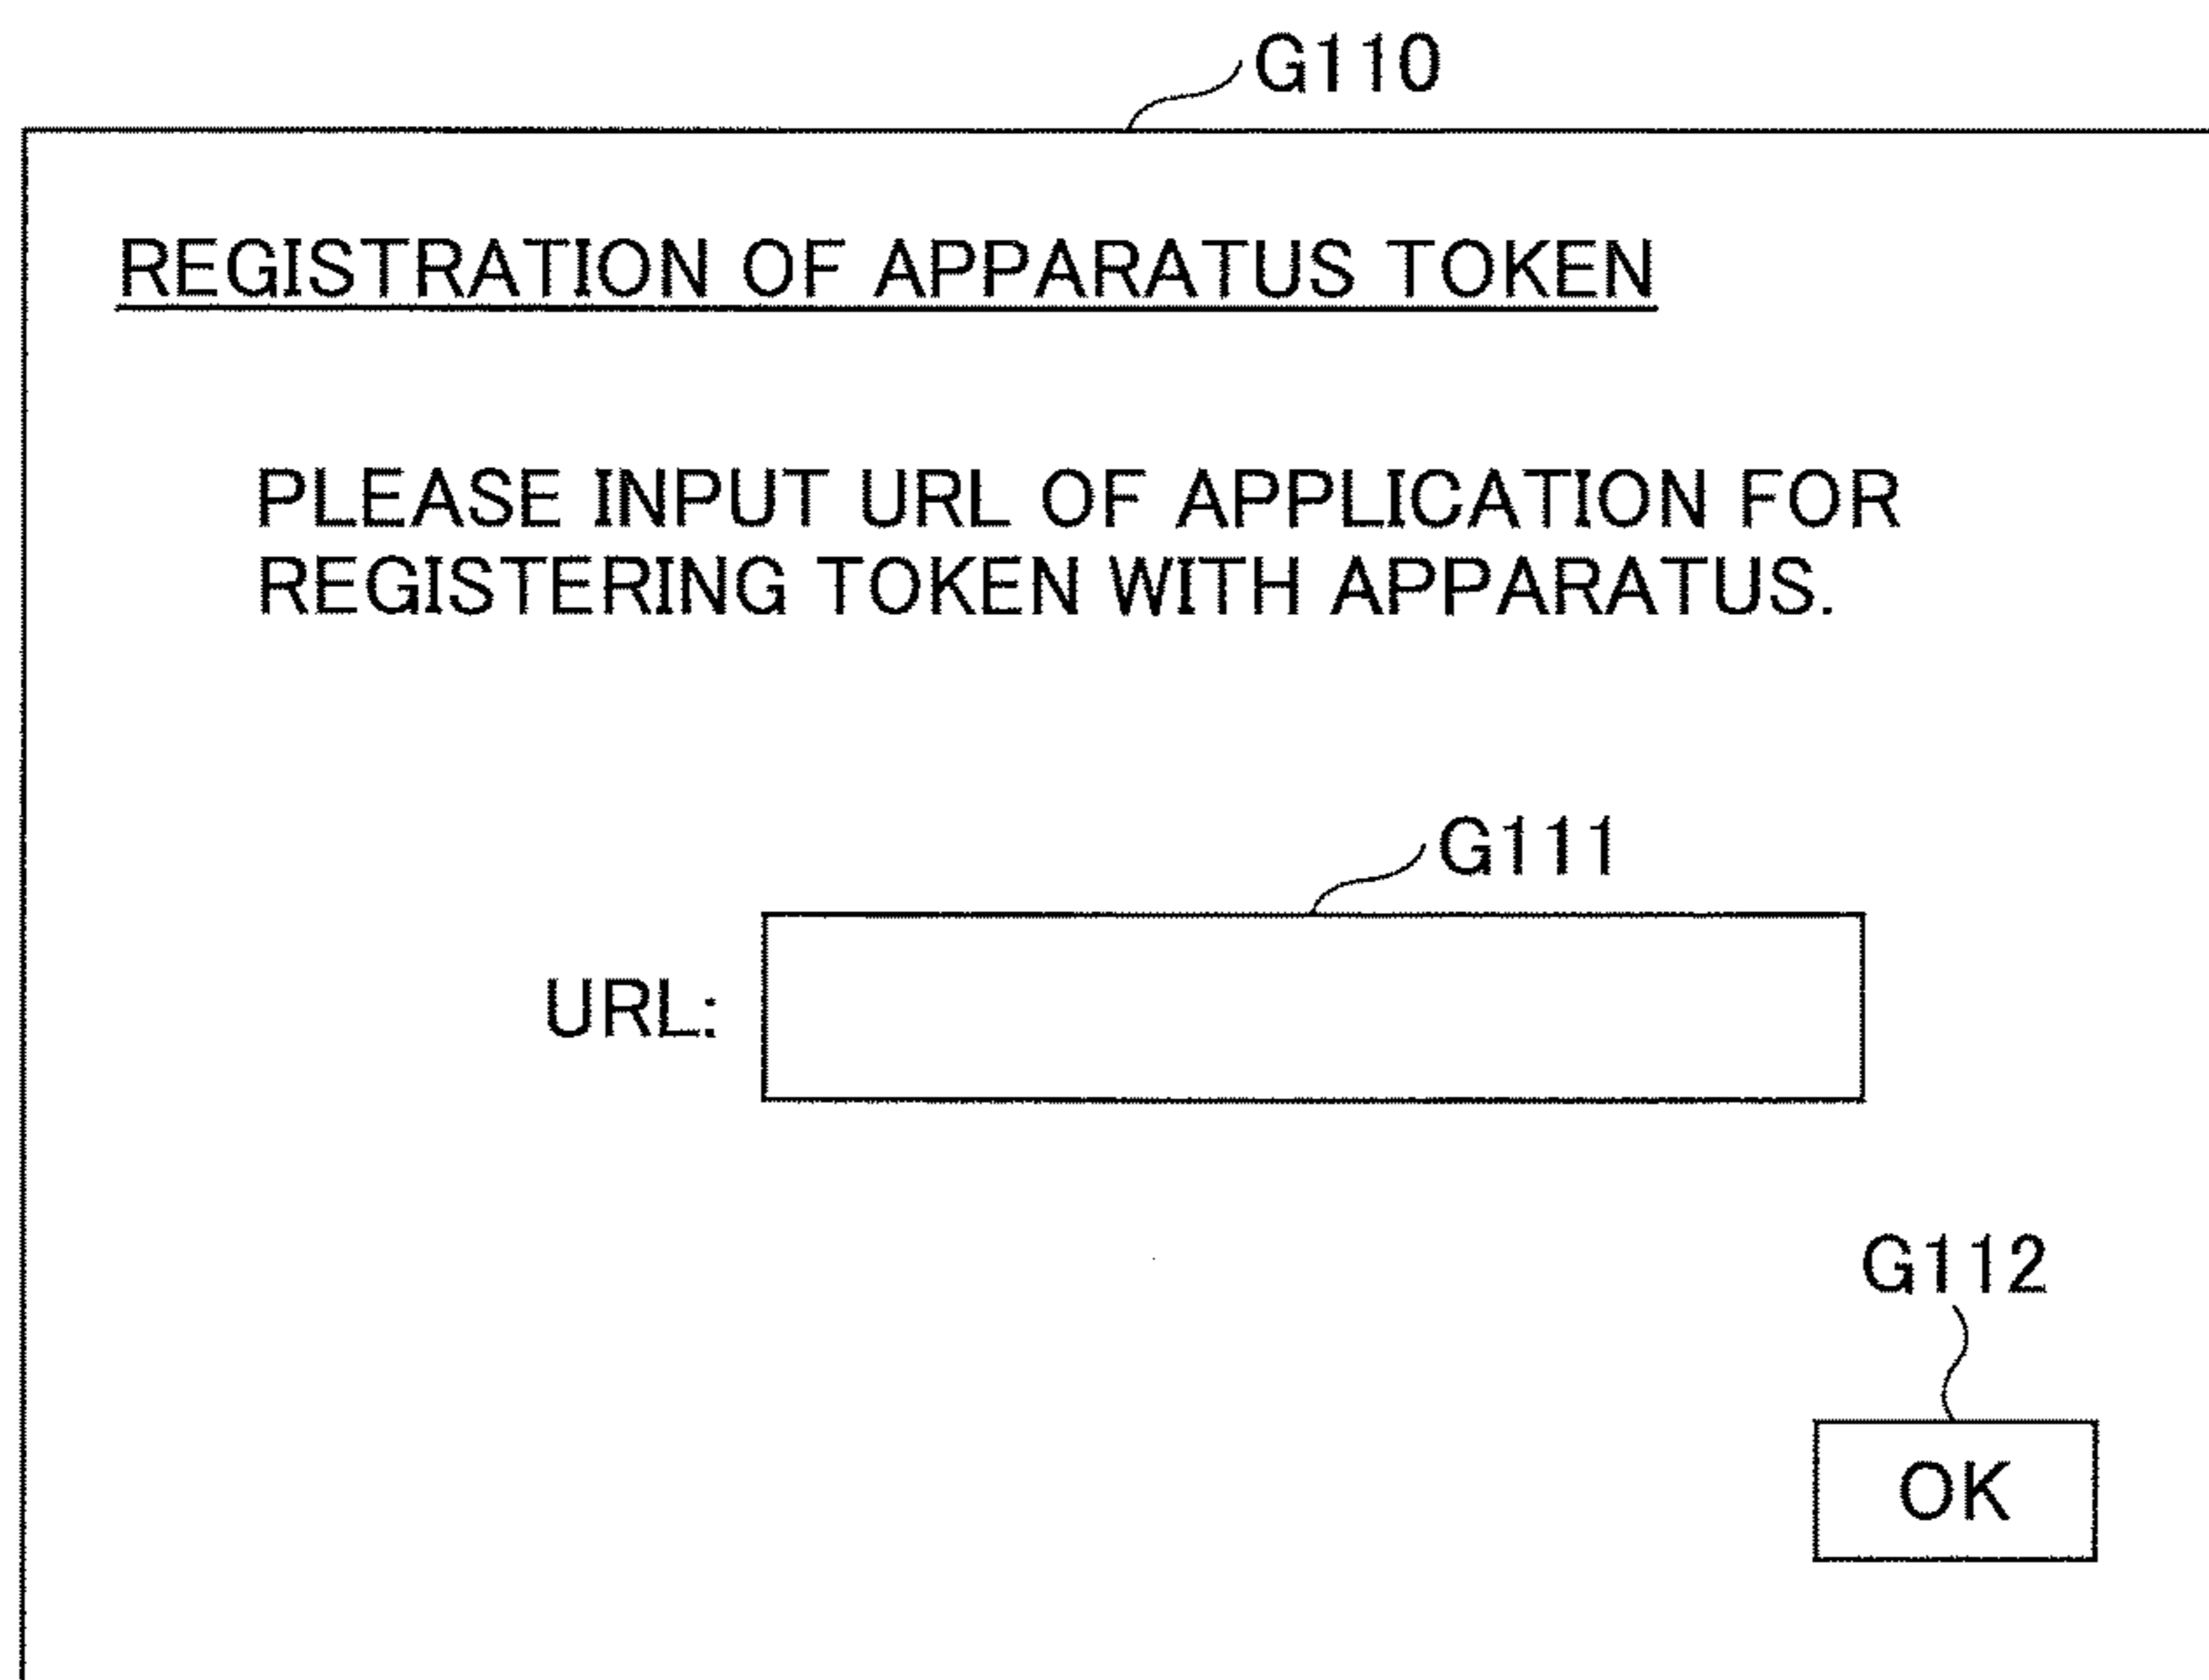 G110
REGISTRATION OF APPARATUS TOKEN
PLEASE INPUT URL OF APPLICATION FOR
REGISTERING TOKEN WITH APPARATUS.
G111
URL:
G112
OK